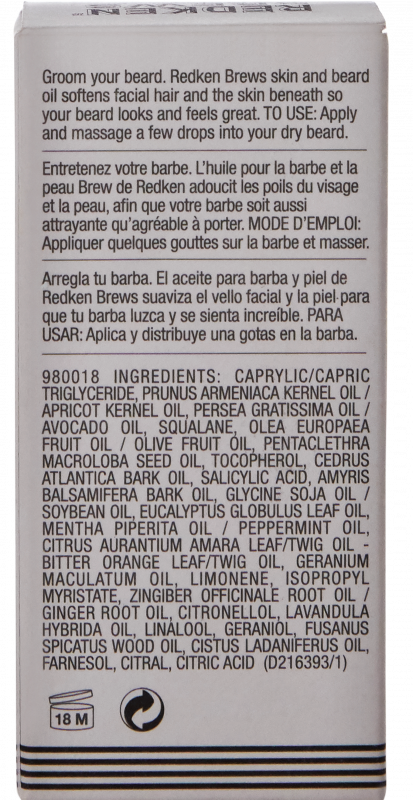 REDKEN
Groom your beard. Redken Brews skin and beard
oil softens facial hair and the skin beneath so
your beard looks and feels great. TO USE: Apply
and massage a few drops into your dry beard.
Entretenez votre barbe. L'huile pour la barbe et la
peau Brew de Redken adoucit les poils du visage
et la peau, afin que votre barbe soit aussi
attrayante qu'agréable à porter. MODE D'EMPLOI:
Appliquer quelques gouttes sur la barbe et masser.
Arregla tu barba. El aceite para barba y piel de
Redken Brews suaviza el vello facial y la piel para
que tu barba luzca y se sienta increíble. PARA
USAR: Aplica y distribuye una gotas en la barba.
980018 INGREDIENTS: CAPRYLIC/CAPRIC
TRIGLYCERIDE, PRUNUS ARMENIACA KERNEL OIL /
APRICOT KERNEL OIL, PERSEA GRATISSIMA OIL /
AVOCADO OIL, SQUALANE, OLEA EUROPAEA
FRUIT OIL / OLIVE FRUIT OIL, PENTACLETHRA
MACROLOBA SEED OIL, TOCOPHEROL, CEDRUS
ATLANTICA BARK OIL, SALICYLIC ACID, AMYRIS
BALSAMIFERA BARK OIL, GLYCINE SOJA OIL /
SOYBEAN OIL, EUCALYPTUS GLOBULUS LEAF OIL,
MENTHA PIPERITA OIL / PEPPERMINT OIL,
CITRUS AURANTIUM AMARA LEAF/TWIG OIL -
BITTER ORANGE LEAF/TWIG OIL, GERANIUM
MACULATUM OIL, LIMONENE, ISOPROPYL
MYRISTATE, ZINGIBER OFFICINALE ROOT OIL /
GINGER ROOT OIL, CITRONELLOL, LAVANDULA
HYBRIDA OIL, LINALOOL, GERANIOL, FUSANUS
SPICATUS WOOD OIL, CISTUS LADANIFERUS OIL,
FARNESOL, CITRAL, CITRIC ACID (D216393/1)
18 M